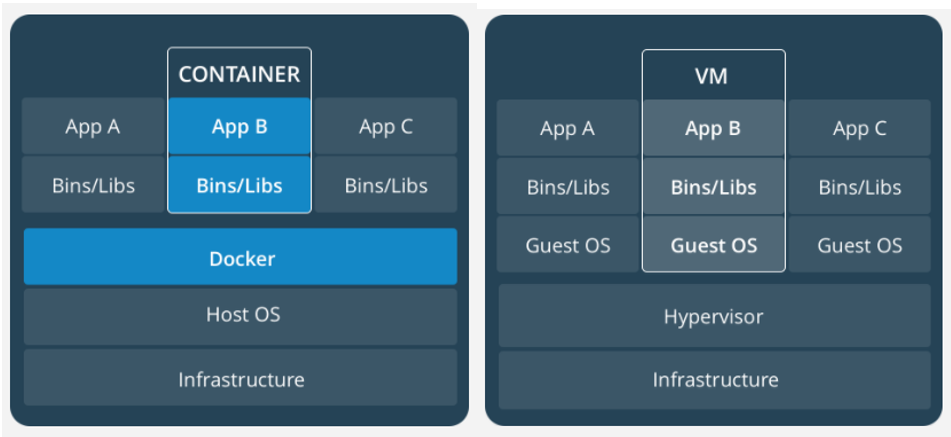 CONTAINER
App A
App B
App C
Bins/Libs
Bins/Libs
Bins/Libs
Docker
Host OS
Infrastructure
VM
App A
App B
App C
Bins/Libs
Bins/Libs
Bins/Libs
Guest OS
Guest OS
Guest OS
Hypervisor
Infrastructure